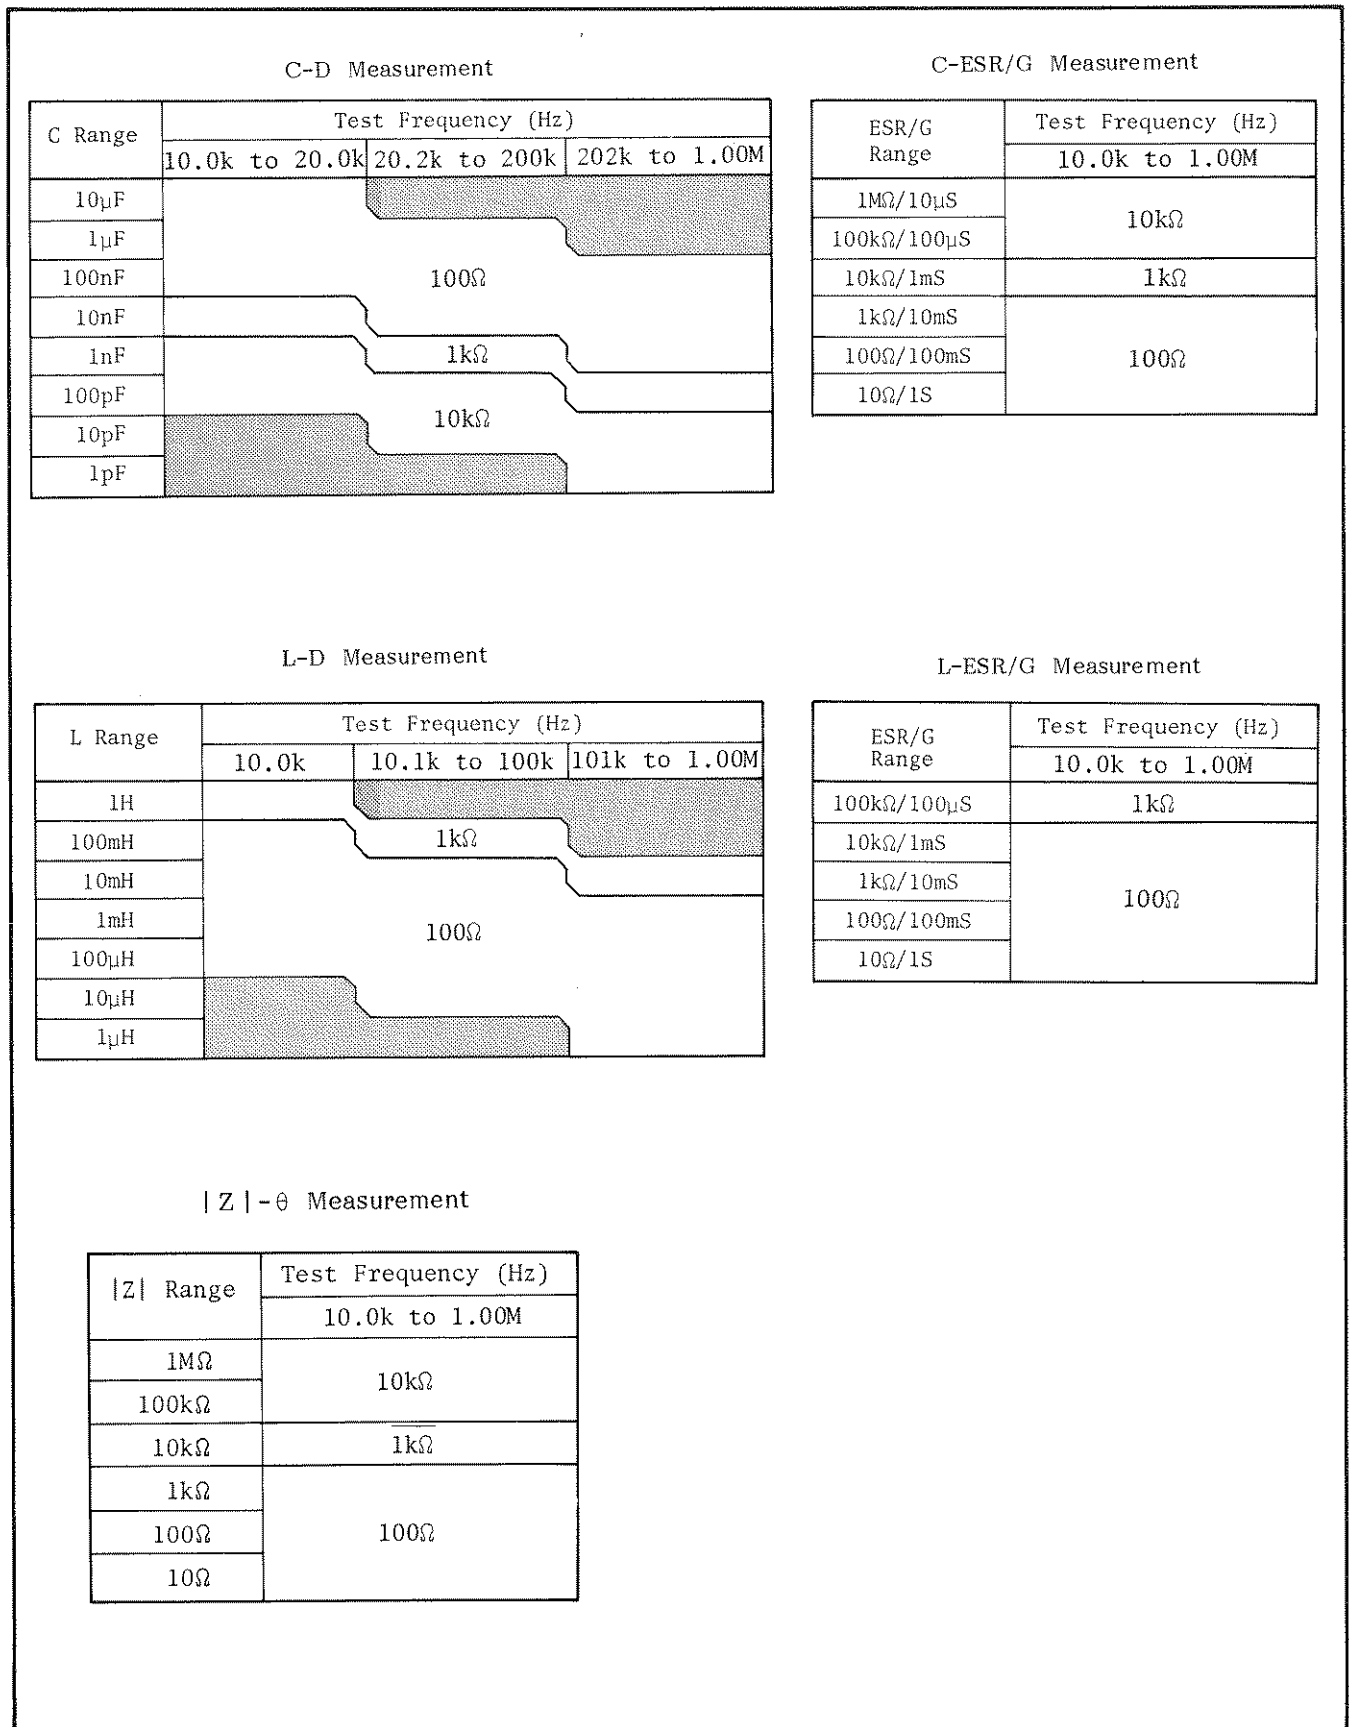 C-D Measurement
C Range
Test Frequency (Hz)
10.0k to 20.0k 20.2k to 200k 202k to 1.00M
10μF
1μF
100nF
100Ω
10nF
1nF
1kΩ
100pF
10kΩ
10pF
1pF
C-ESR/G Measurement
ESR/G
Range
Test Frequency (Hz)
10.0k to 1.00M
1MΩ/10μS
10kΩ
100kΩ/100μS
10kΩ/1mS
1kΩ
1kΩ/10mS
100Ω/100mS
100Ω
10Ω/1S
L-D Measurement
L Range
Test Frequency (Hz)
10.0k 10.1k to 100k 101k to 1.00M
1H
100mH
1kΩ
10mH
1mH
100Ω
100μH
10μH
1μH
L-ESR/G Measurement
ESR/G
Range
Test Frequency (Hz)
10.0k to 1.00M
100kΩ/100μS
1kΩ
10kΩ/1mS
1kΩ/10mS
100Ω
100Ω/100mS
10Ω/1S
|Z|-θ Measurement
|Z| Range
Test Frequency (Hz)
10.0k to 1.00M
1MΩ
10kΩ
100kΩ
10kΩ
1kΩ
1kΩ
100Ω
100Ω
10Ω